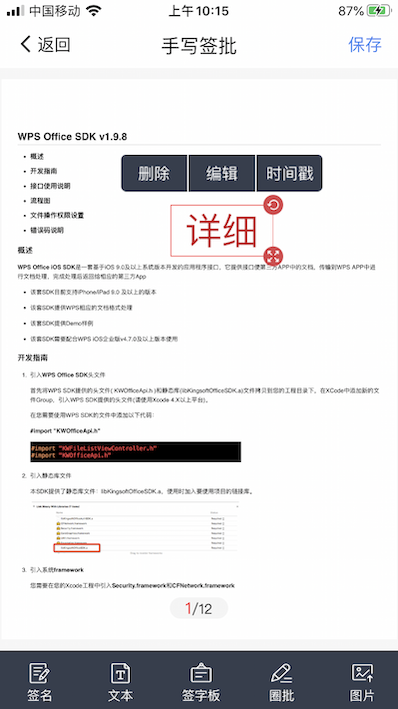 中国移动 上午10:15 87%
返回 手写签批 保存
WPS Office SDK v1.9.8
概述
开发指南
接口使用说明
流程图
文件操作权限设置
错误码说明
删除 编辑 时间戳
详细
概述
WPS Office iOS SDK是一套基于iOS 9.0及以上系统版本开发的应用程序接口，它提供接口使第三方APP中的文档，传输到WPS APP中进
行文档处理，完成处理后返回给相应的第三方App
该套SDK目前支持iPhone/iPad 9.0 及以上的版本
该套SDK提供WPS相应的文档格式处理
该套SDK提供Demo样例
该套SDK需要配合WPS iOS企业版v4.7.0及以上版本使用
开发指南
1. 引入WPS Office SDK头文件
首先将WPS SDK提供的头文件( KWOfficeApi.h )和静态库(libKingsoftOfficeSDK.a)文件拷贝到您的工程目录下，在XCode中添加新的文
件Group，引入WPS SDK提供的头文件(请使用Xcode 4.X以上平台)。
在您需要使用WPS SDK的文件中添加以下代码：
#import "KWOfficeApi.h"
#import "KWFileListViewController.h"
#import "KWOfficeApi.h"
2. 引入静态库文件
本SDK提供了静态库文件：libKingsoftOfficeSDK.a，使用时加入要使用项目的链接库。
3. 引入系统framework
您需要在您的Xcode工程中引入Security.framework和CFNetwork.framework
1/12
签名 文本 签字板 圈批 图片